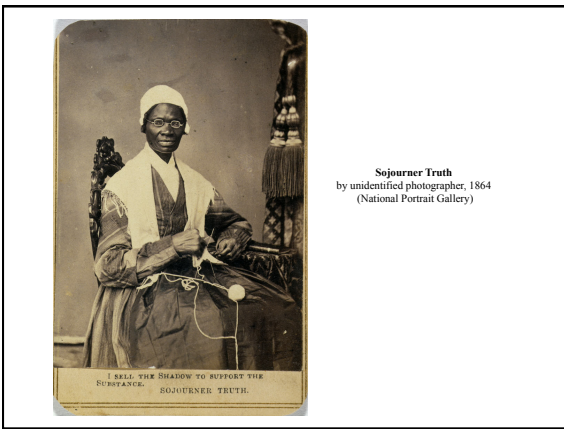 I SELL THE SHADOW TO SUPPORT THE
SUBSTANCE.
SOJOURNER TRUTH.
Sojourner Truth
by unidentified photographer, 1864
(National Portrait Gallery)